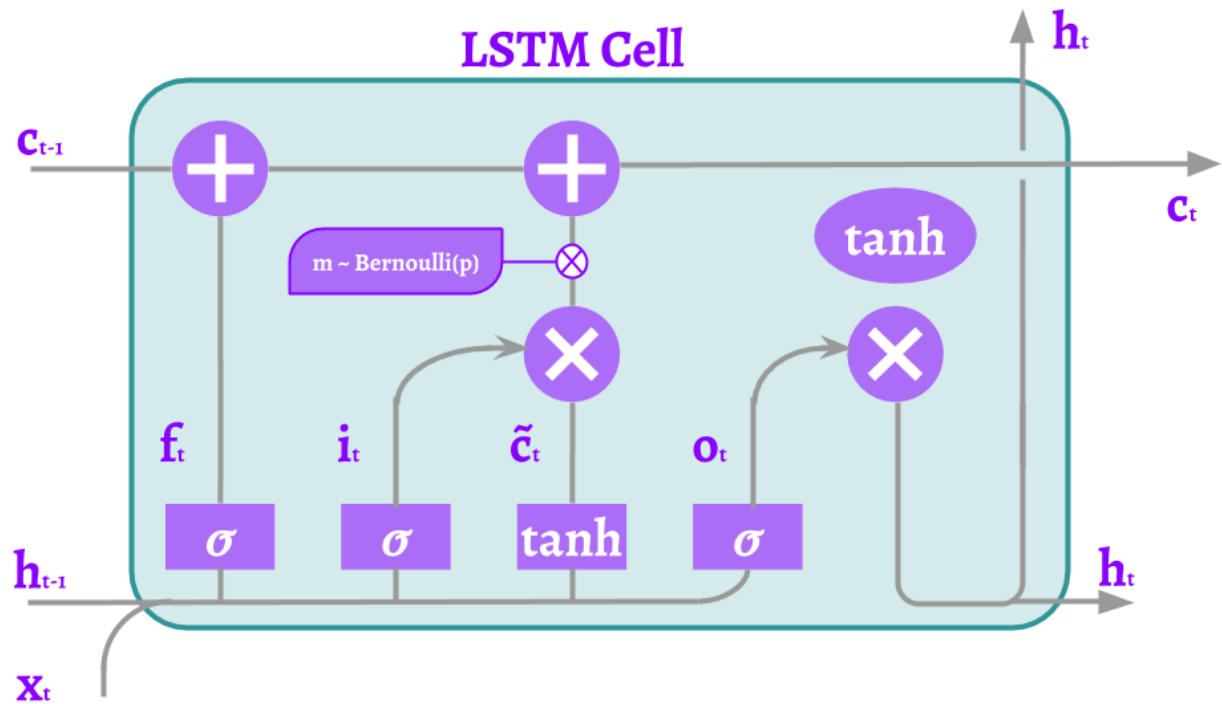 LSTM Cell
hₜ
cₜ₋₁
cₜ
tanh
m ~ Bernoulli(p)
fₜ
iₜ
c̃ₜ
oₜ
σ
σ
tanh
σ
hₜ₋₁
hₜ
xₜ